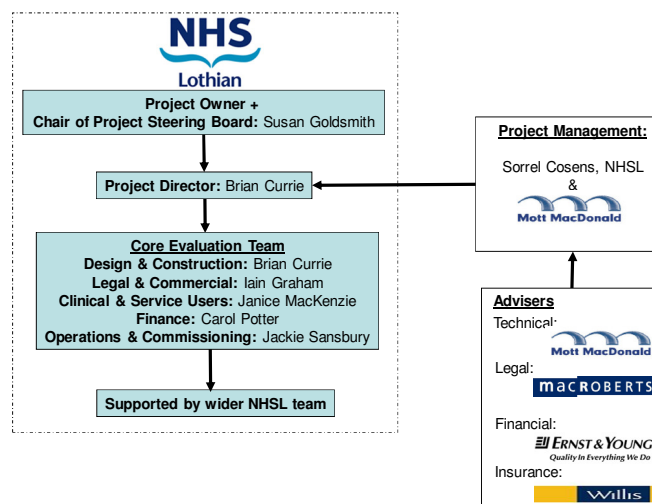 NHS
Lothian
Project Owner +
Chair of Project Steering Board: Susan Goldsmith
Project Director: Brian Currie
Core Evaluation Team
Design & Construction: Brian Currie
Legal & Commercial: Iain Graham
Clinical & Service Users: Janice MacKenzie
Finance: Carol Potter
Operations & Commissioning: Jackie Sansbury
Supported by wider NHSL team
Project Management:
Sorrel Cosens, NHSL
&
Mott MacDonald
Advisers
Technical:
Mott MacDonald
Legal:
macROBERTS
Financial:
ERNST & YOUNG
Quality In Everything We Do
Insurance:
Willis